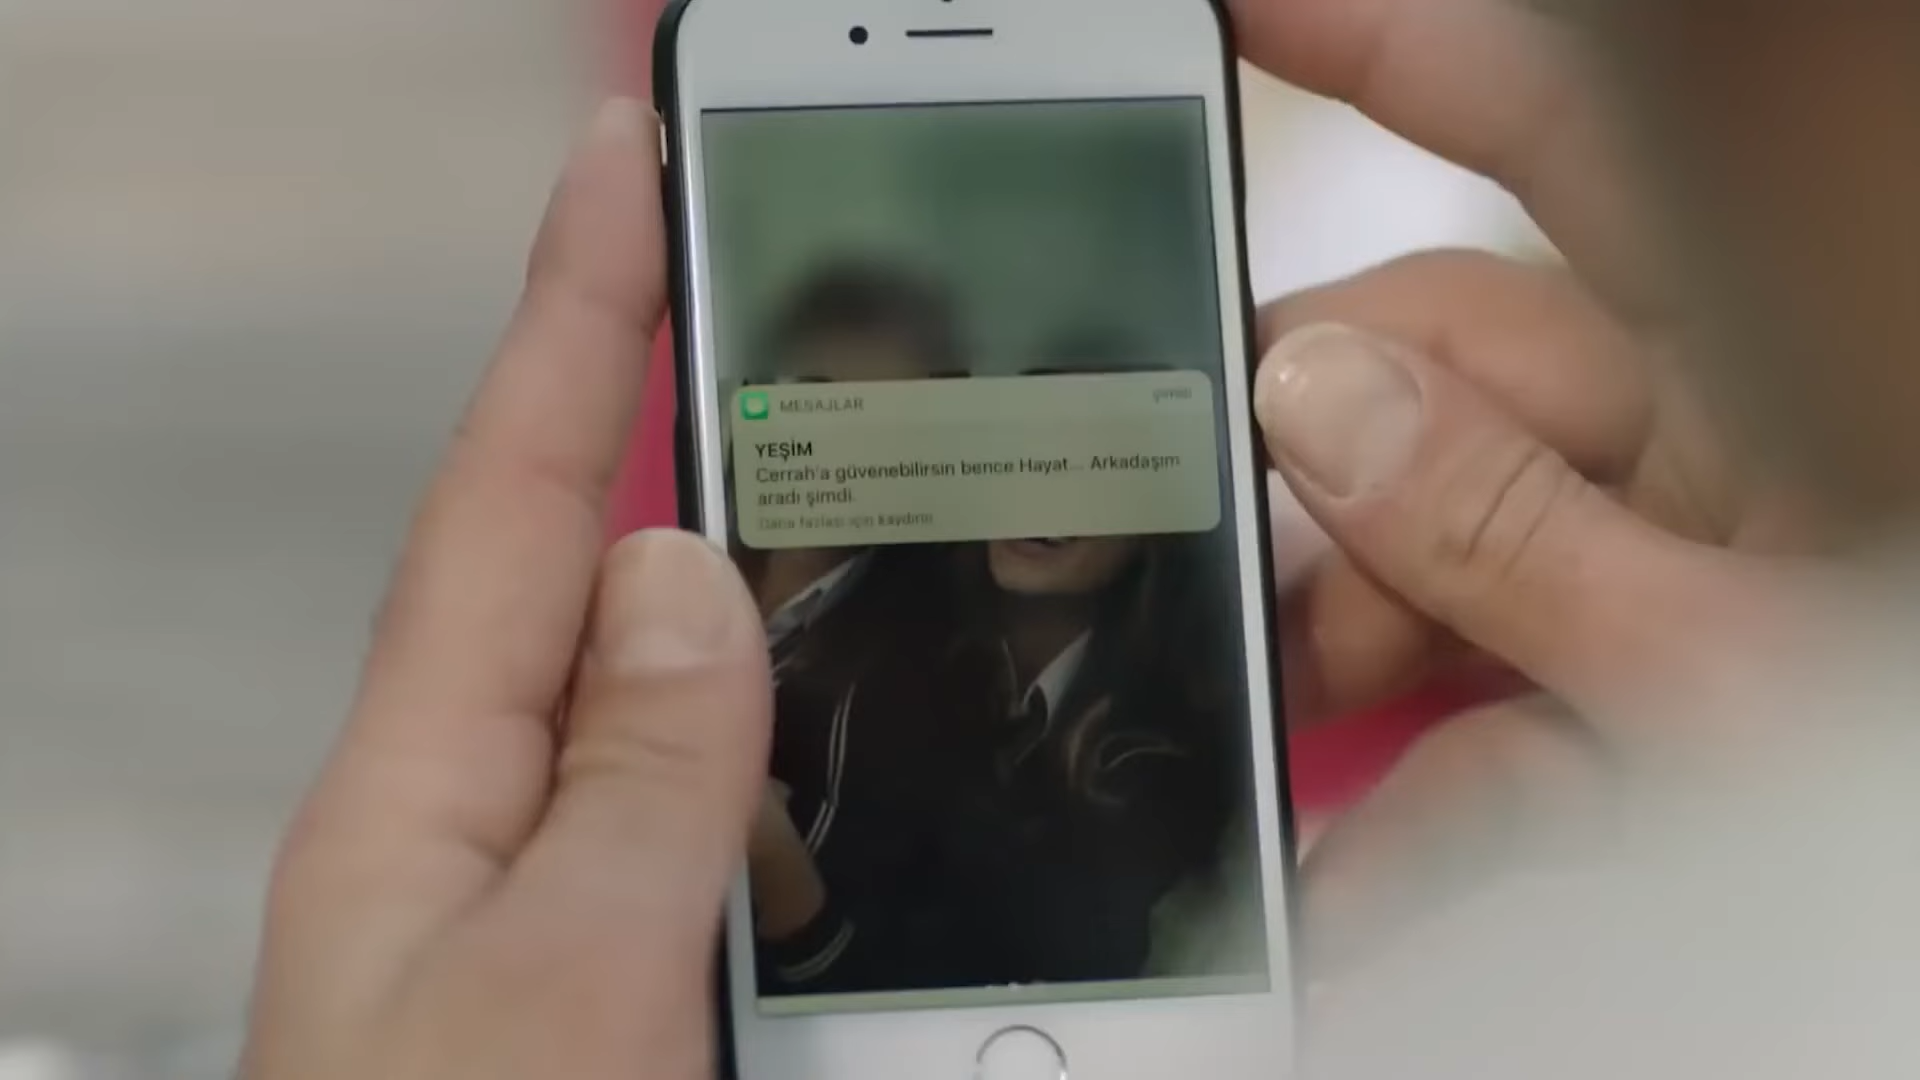 MESAJLAR şimdi
YEŞİM
Cerrah'a güvenebilirsin bence Hayat... Arkadaşım
aradı şimdi.
Daha fazlası için kaydırın